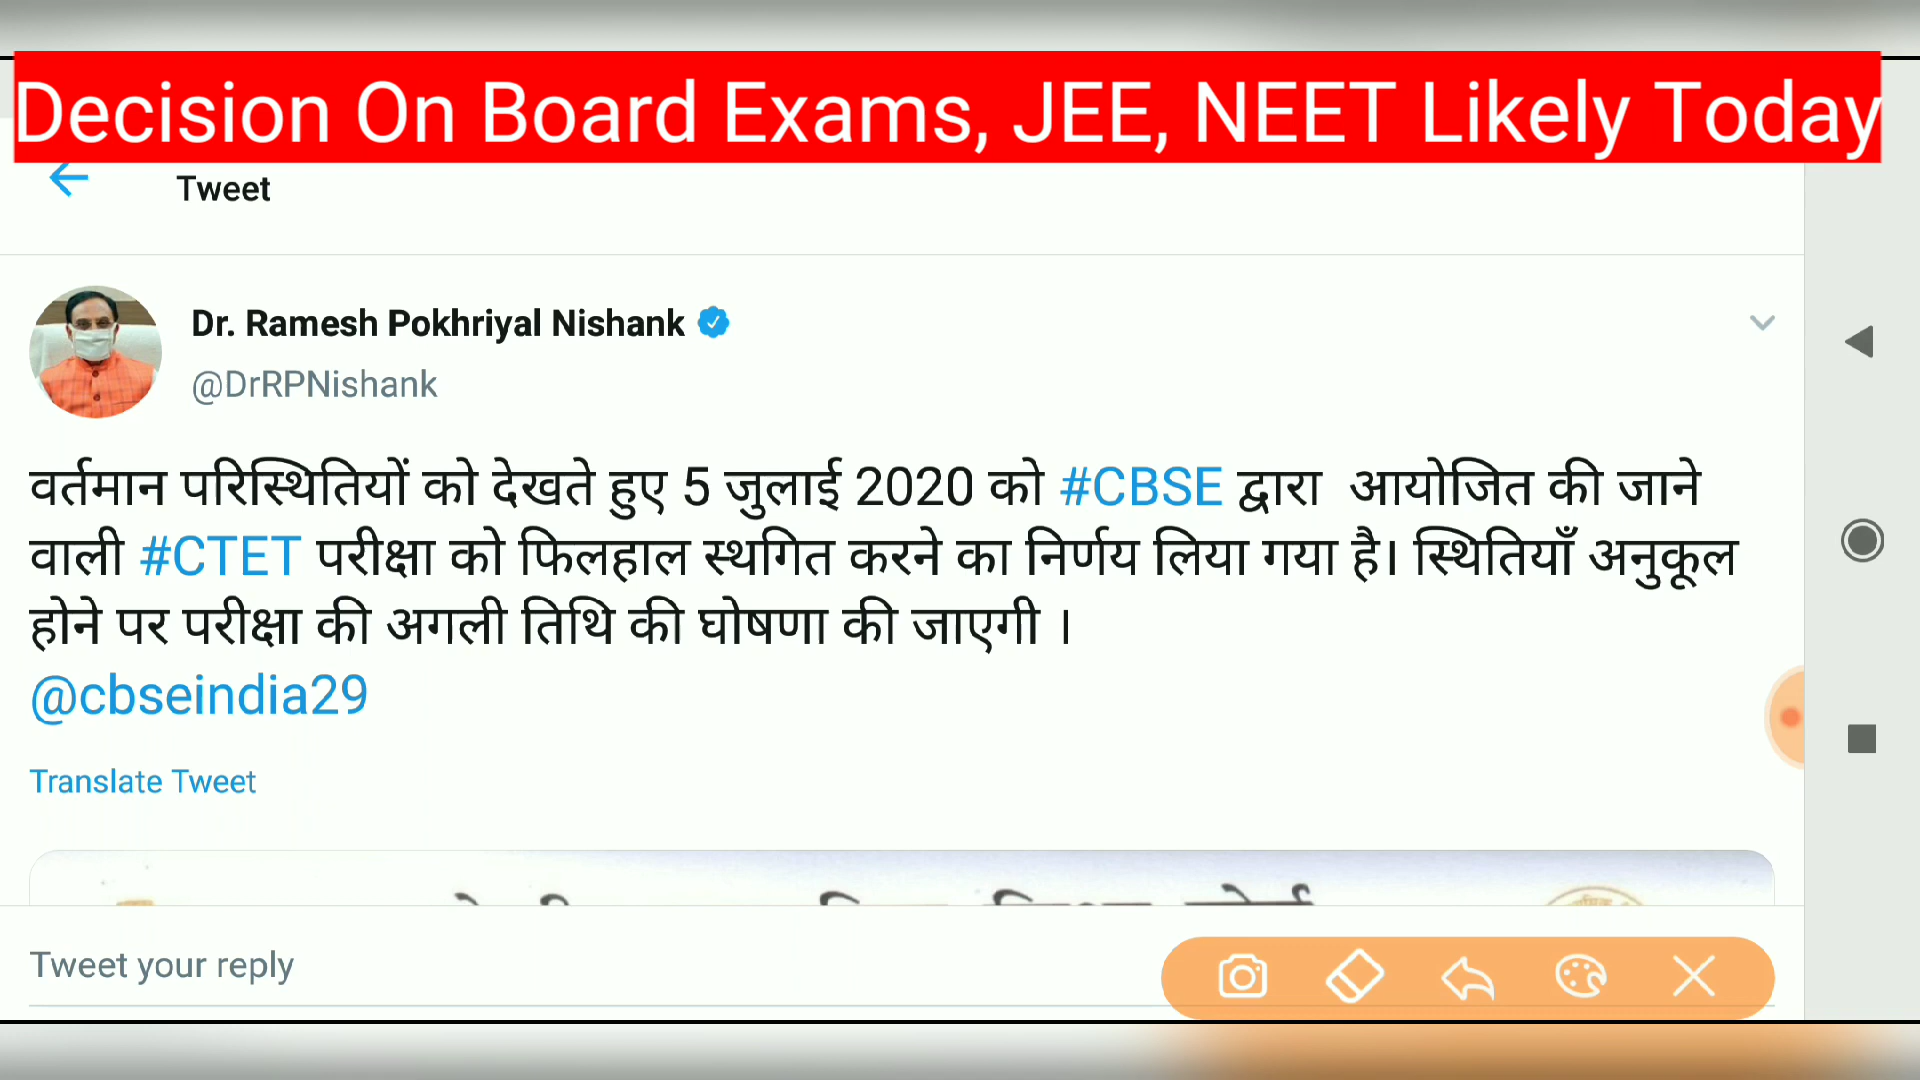 Decision On Board Exams, JEE, NEET Likely Today
Tweet
Dr. Ramesh Pokhriyal Nishank
@DrRPNishank
वर्तमान परिस्थितियों को देखते हुए 5 जुलाई 2020 को #CBSE द्वारा आयोजित की जाने
वाली #CTET परीक्षा को फिलहाल स्थगित करने का निर्णय लिया गया है। स्थितियाँ अनुकूल
होने पर परीक्षा की अगली तिथि की घोषणा की जाएगी ।
@cbseindia29
Translate Tweet
Tweet your reply